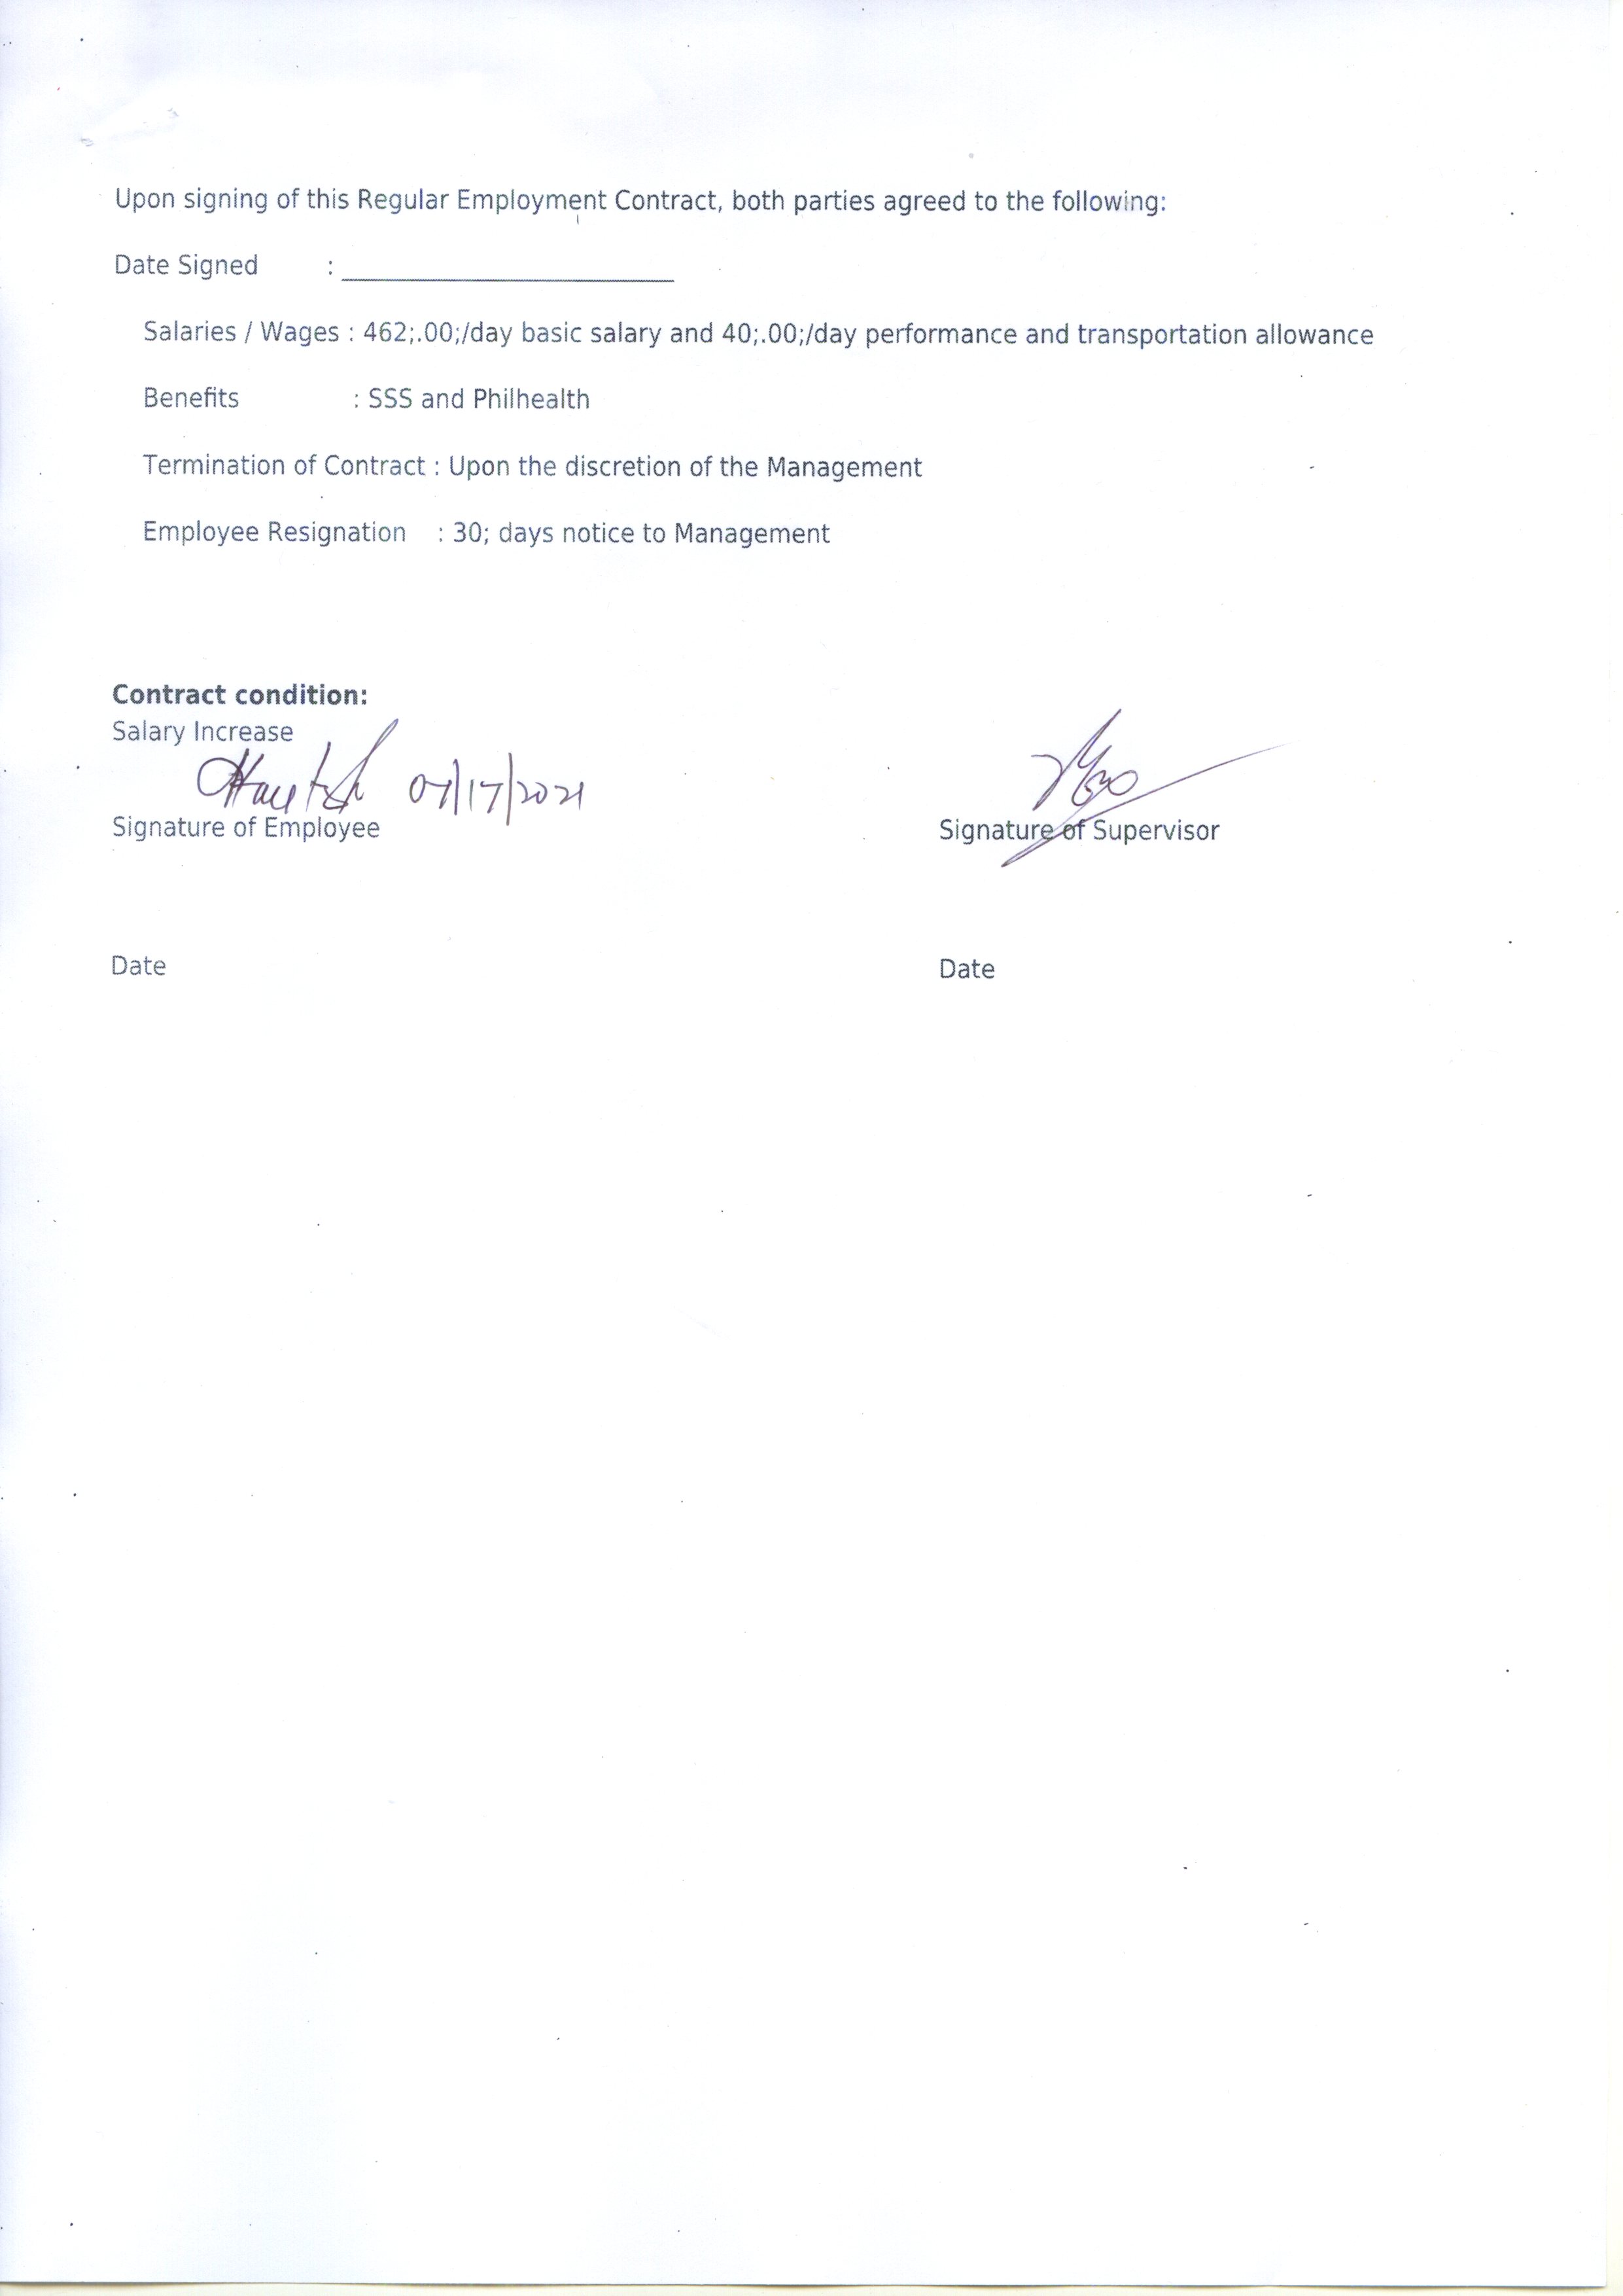 Upon signing of this Regular Employment Contract, both parties agreed to the following:
Date Signed : ____________________
Salaries / Wages : 462;.00;/day basic salary and 40;.00;/day performance and transportation allowance
Benefits : SSS and Philhealth
Termination of Contract : Upon the discretion of the Management
Employee Resignation : 30; days notice to Management
Contract condition:
Salary Increase
07/17/2021
Signature of Employee
Signature of Supervisor
Date
Date